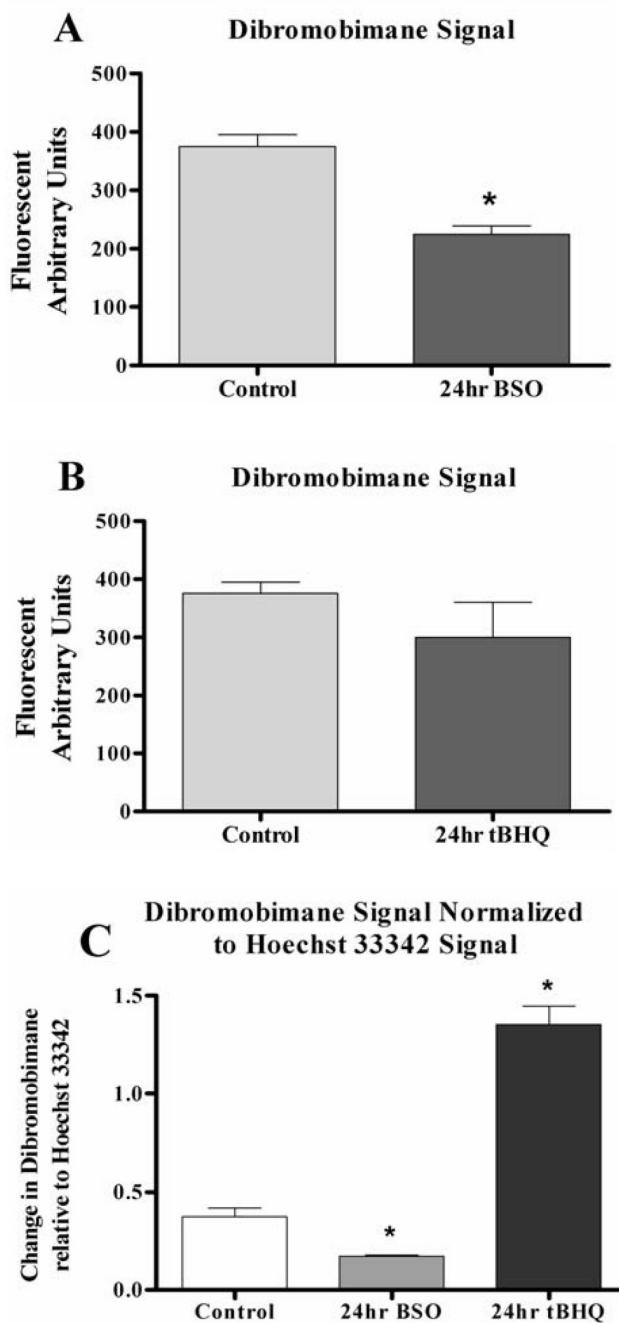 A
Dibromobimane Signal
Fluorescent
Arbitrary Units
500
400
300
200
100
0
Control
24hr BSO
*
B
Dibromobimane Signal
Fluorescent
Arbitrary Units
500
400
300
200
100
0
Control
24hr tBHQ
C
Dibromobimane Signal Normalized
to Hoechst 33342 Signal
Change in Dibromobimane
relative to Hoechst 33342
1.5
1.0
0.5
0.0
*
*
Control
24hr BSO
24hr tBHQ